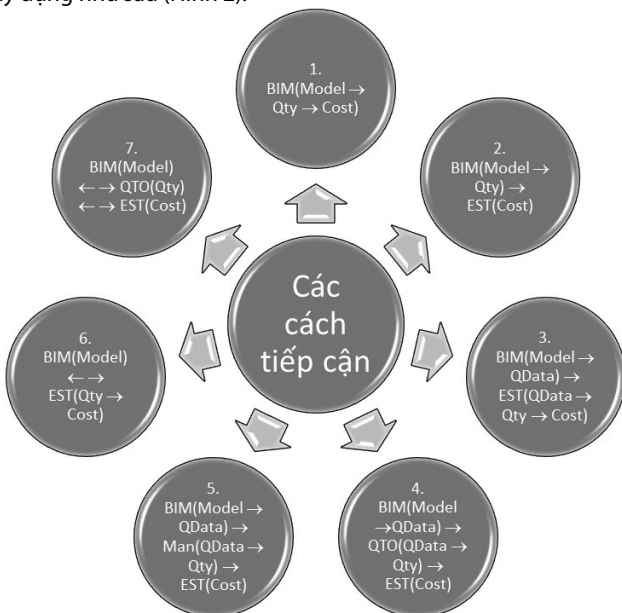 như sau (Hình 2).
1.
BIM(Model →
Qty → Cost)
2.
BIM(Model →
Qty) →
EST(Cost)
3.
BIM(Model →
QData) →
EST(QData →
Qty → Cost)
4.
BIM(Model
→QData) →
QTO(QData →
Qty) →
EST(Cost)
5.
BIM(Model →
QData) →
Man(QData →
Qty) →
EST(Cost)
6.
BIM(Model)
← →
EST(Qty →
Cost)
7.
BIM(Model)
← → QTO(Qty)
← → EST(Cost)
Các
cách
tiếp cận